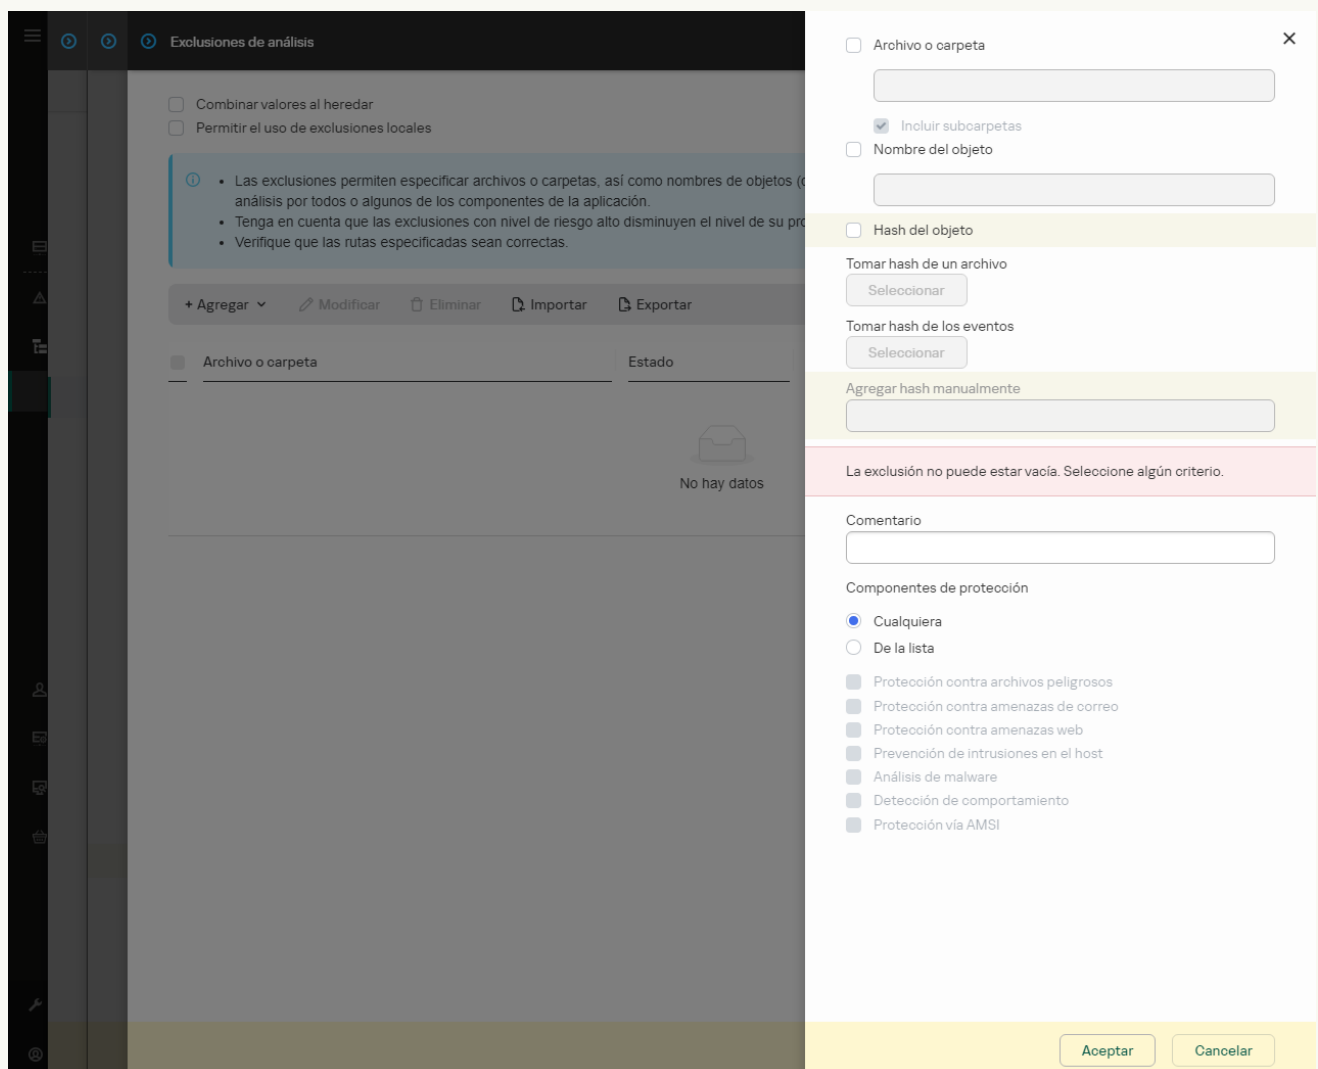 Exclusiones de análisis
Combinar valores al heredar
Permitir el uso de exclusiones locales
Las exclusiones permiten especificar archivos o carpetas, así como nombres de objetos
análisis por todos o algunos de los componentes de la aplicación.
Tenga en cuenta que las exclusiones con nivel de riesgo alto disminuyen el nivel de su
Verifique que las rutas especificadas sean correctas.
+ Agregar
Modificar
Eliminar
Importar
Exportar
Archivo o carpeta
Estado
No hay datos
Archivo o carpeta
Incluir subcarpetas
Nombre del objeto
Hash del objeto
Tomar hash de un archivo
Seleccionar
Tomar hash de los eventos
Seleccionar
Agregar hash manualmente
La exclusión no puede estar vacía. Seleccione algún criterio.
Comentario
Componentes de protección
Cualquiera
De la lista
Protección contra archivos peligrosos
Protección contra amenazas de correo
Protección contra amenazas web
Prevención de intrusiones en el host
Análisis de malware
Detección de comportamiento
Protección vía AMSI
Aceptar
Cancelar